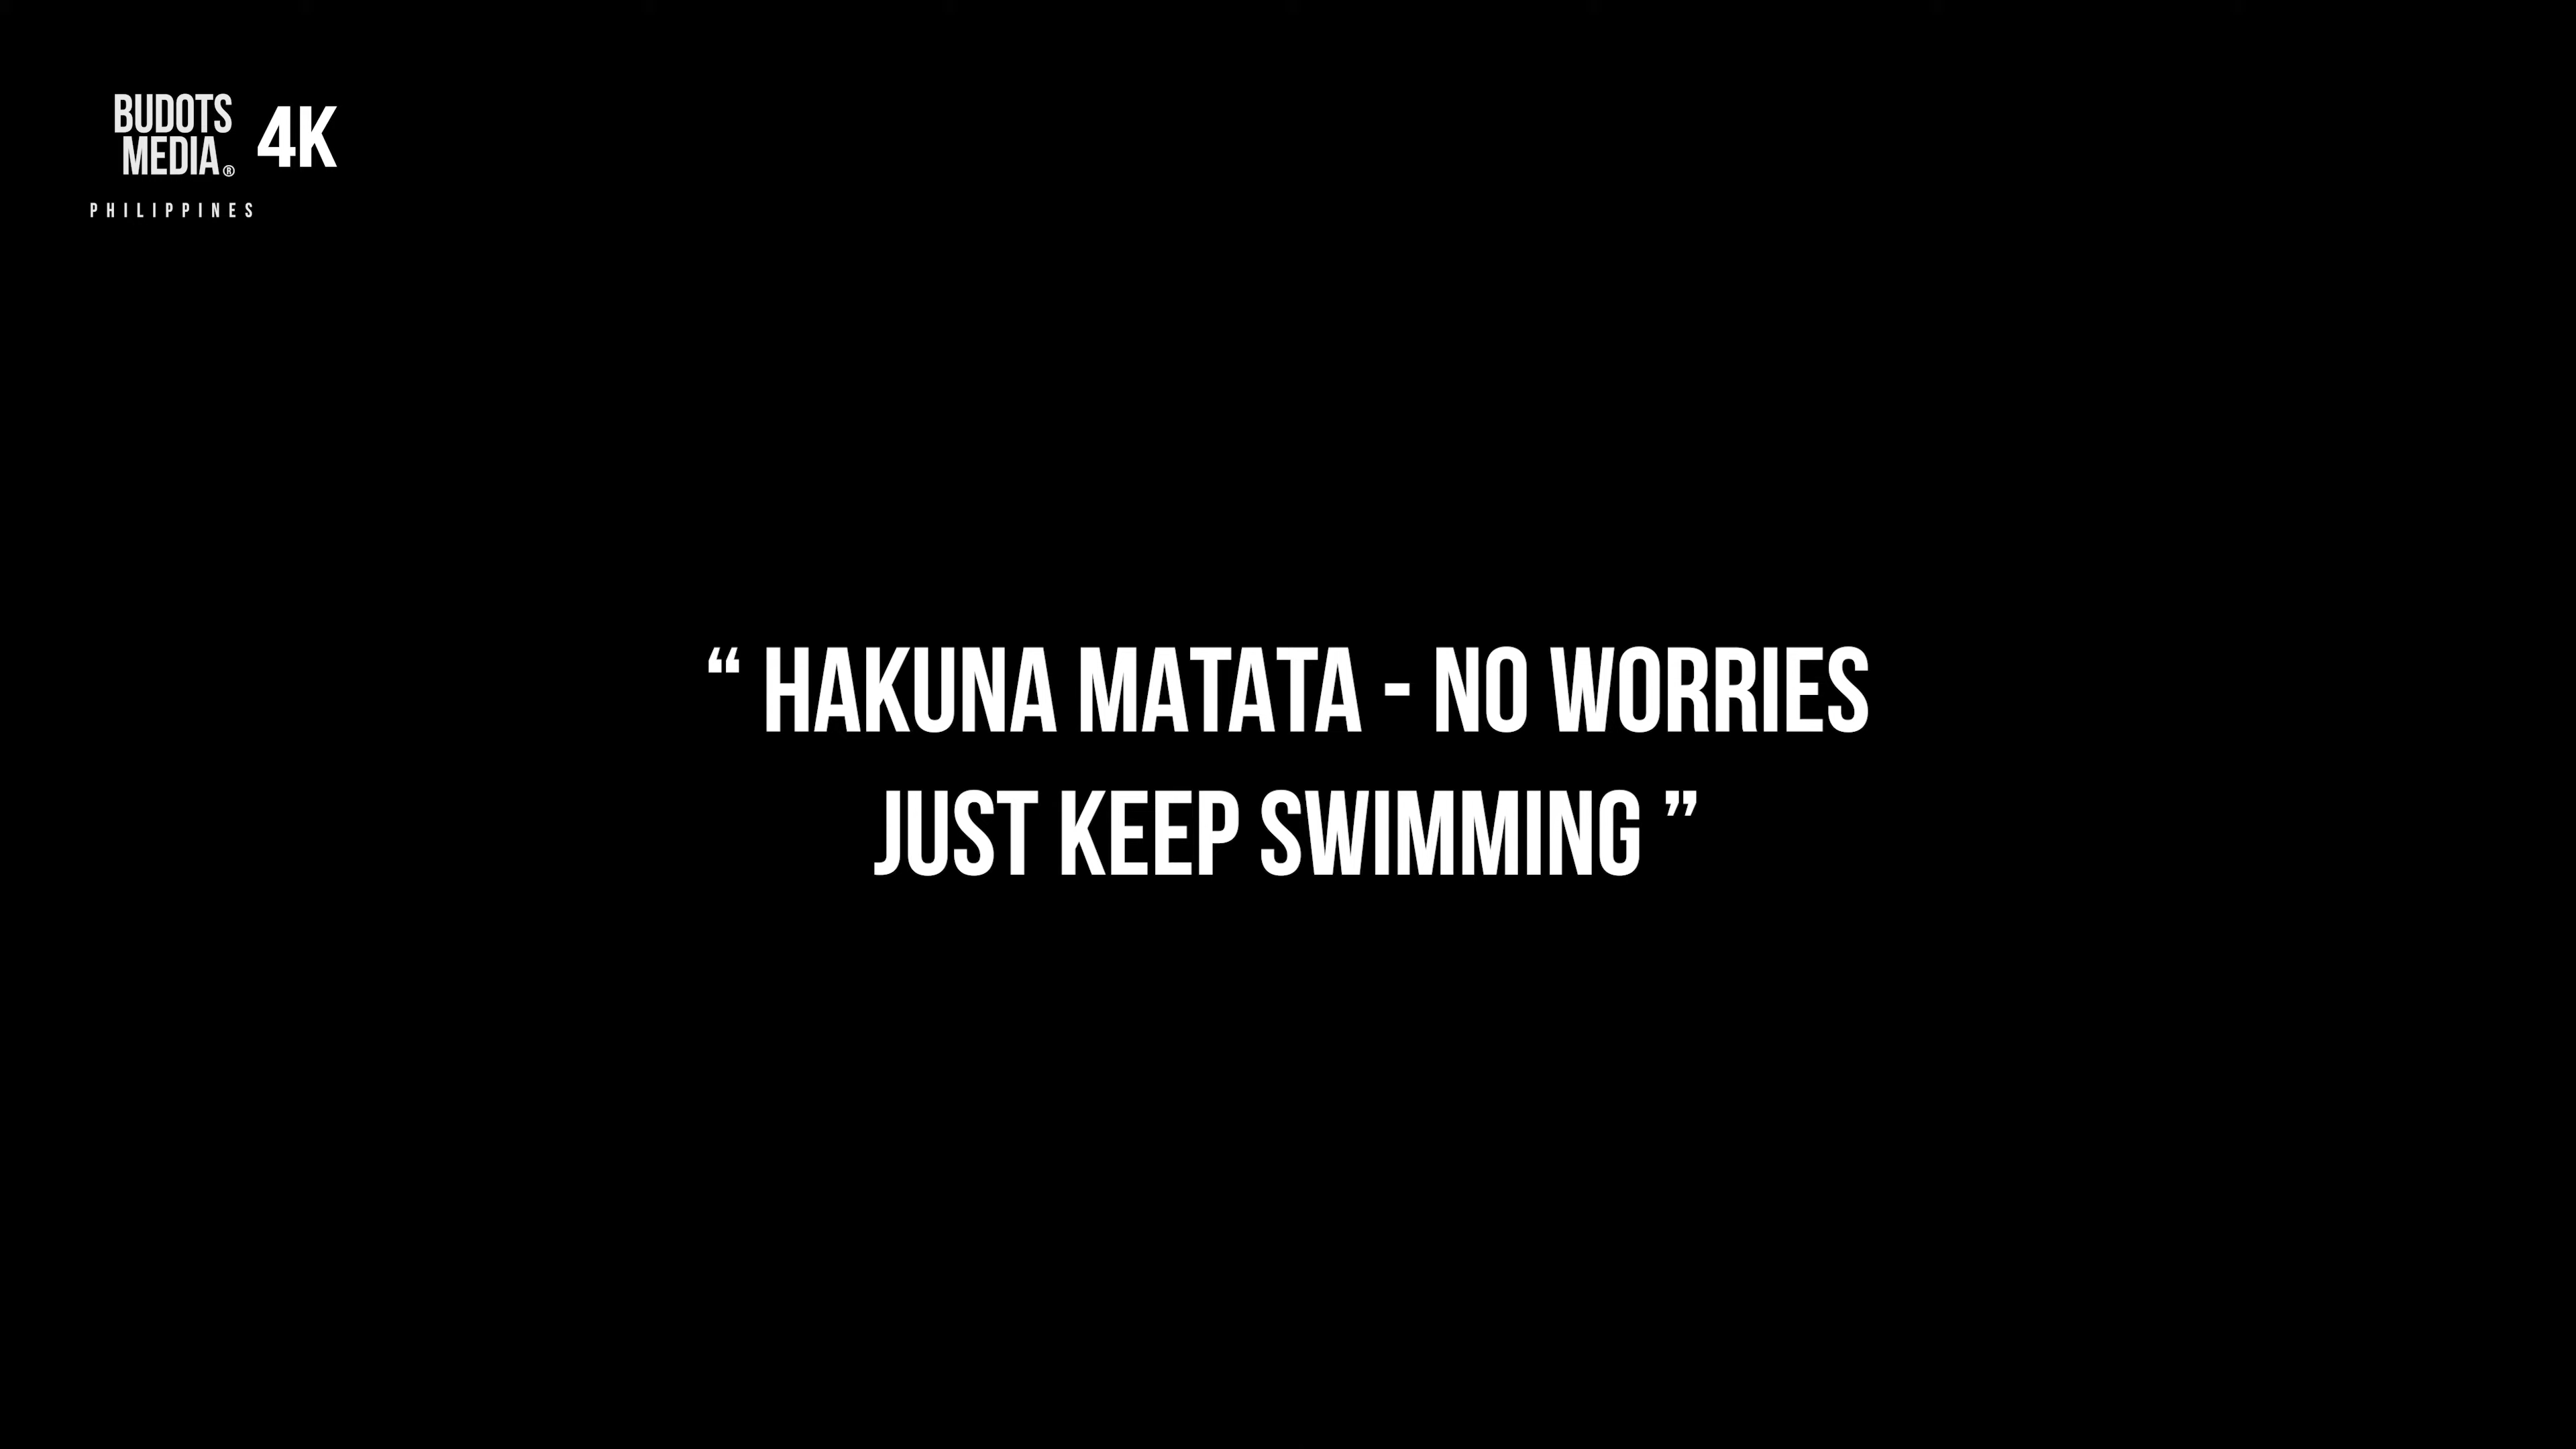 BUDOTS
MEDIA®
4K
PHILIPPINES
“ HAKUNA MATATA - NO WORRIES
JUST KEEP SWIMMING ”